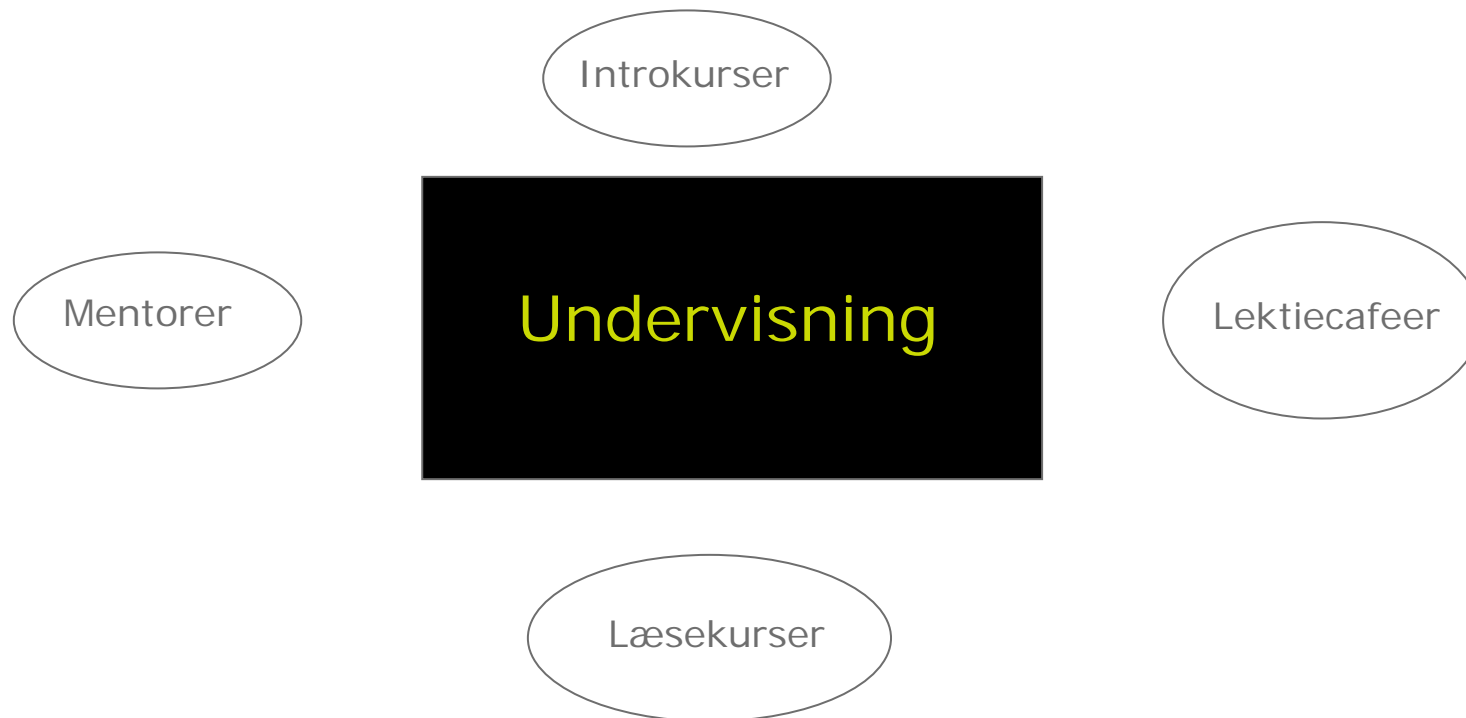 Introkurser
Mentorer
Undervisning
Lektiecafeer
Læsekurser